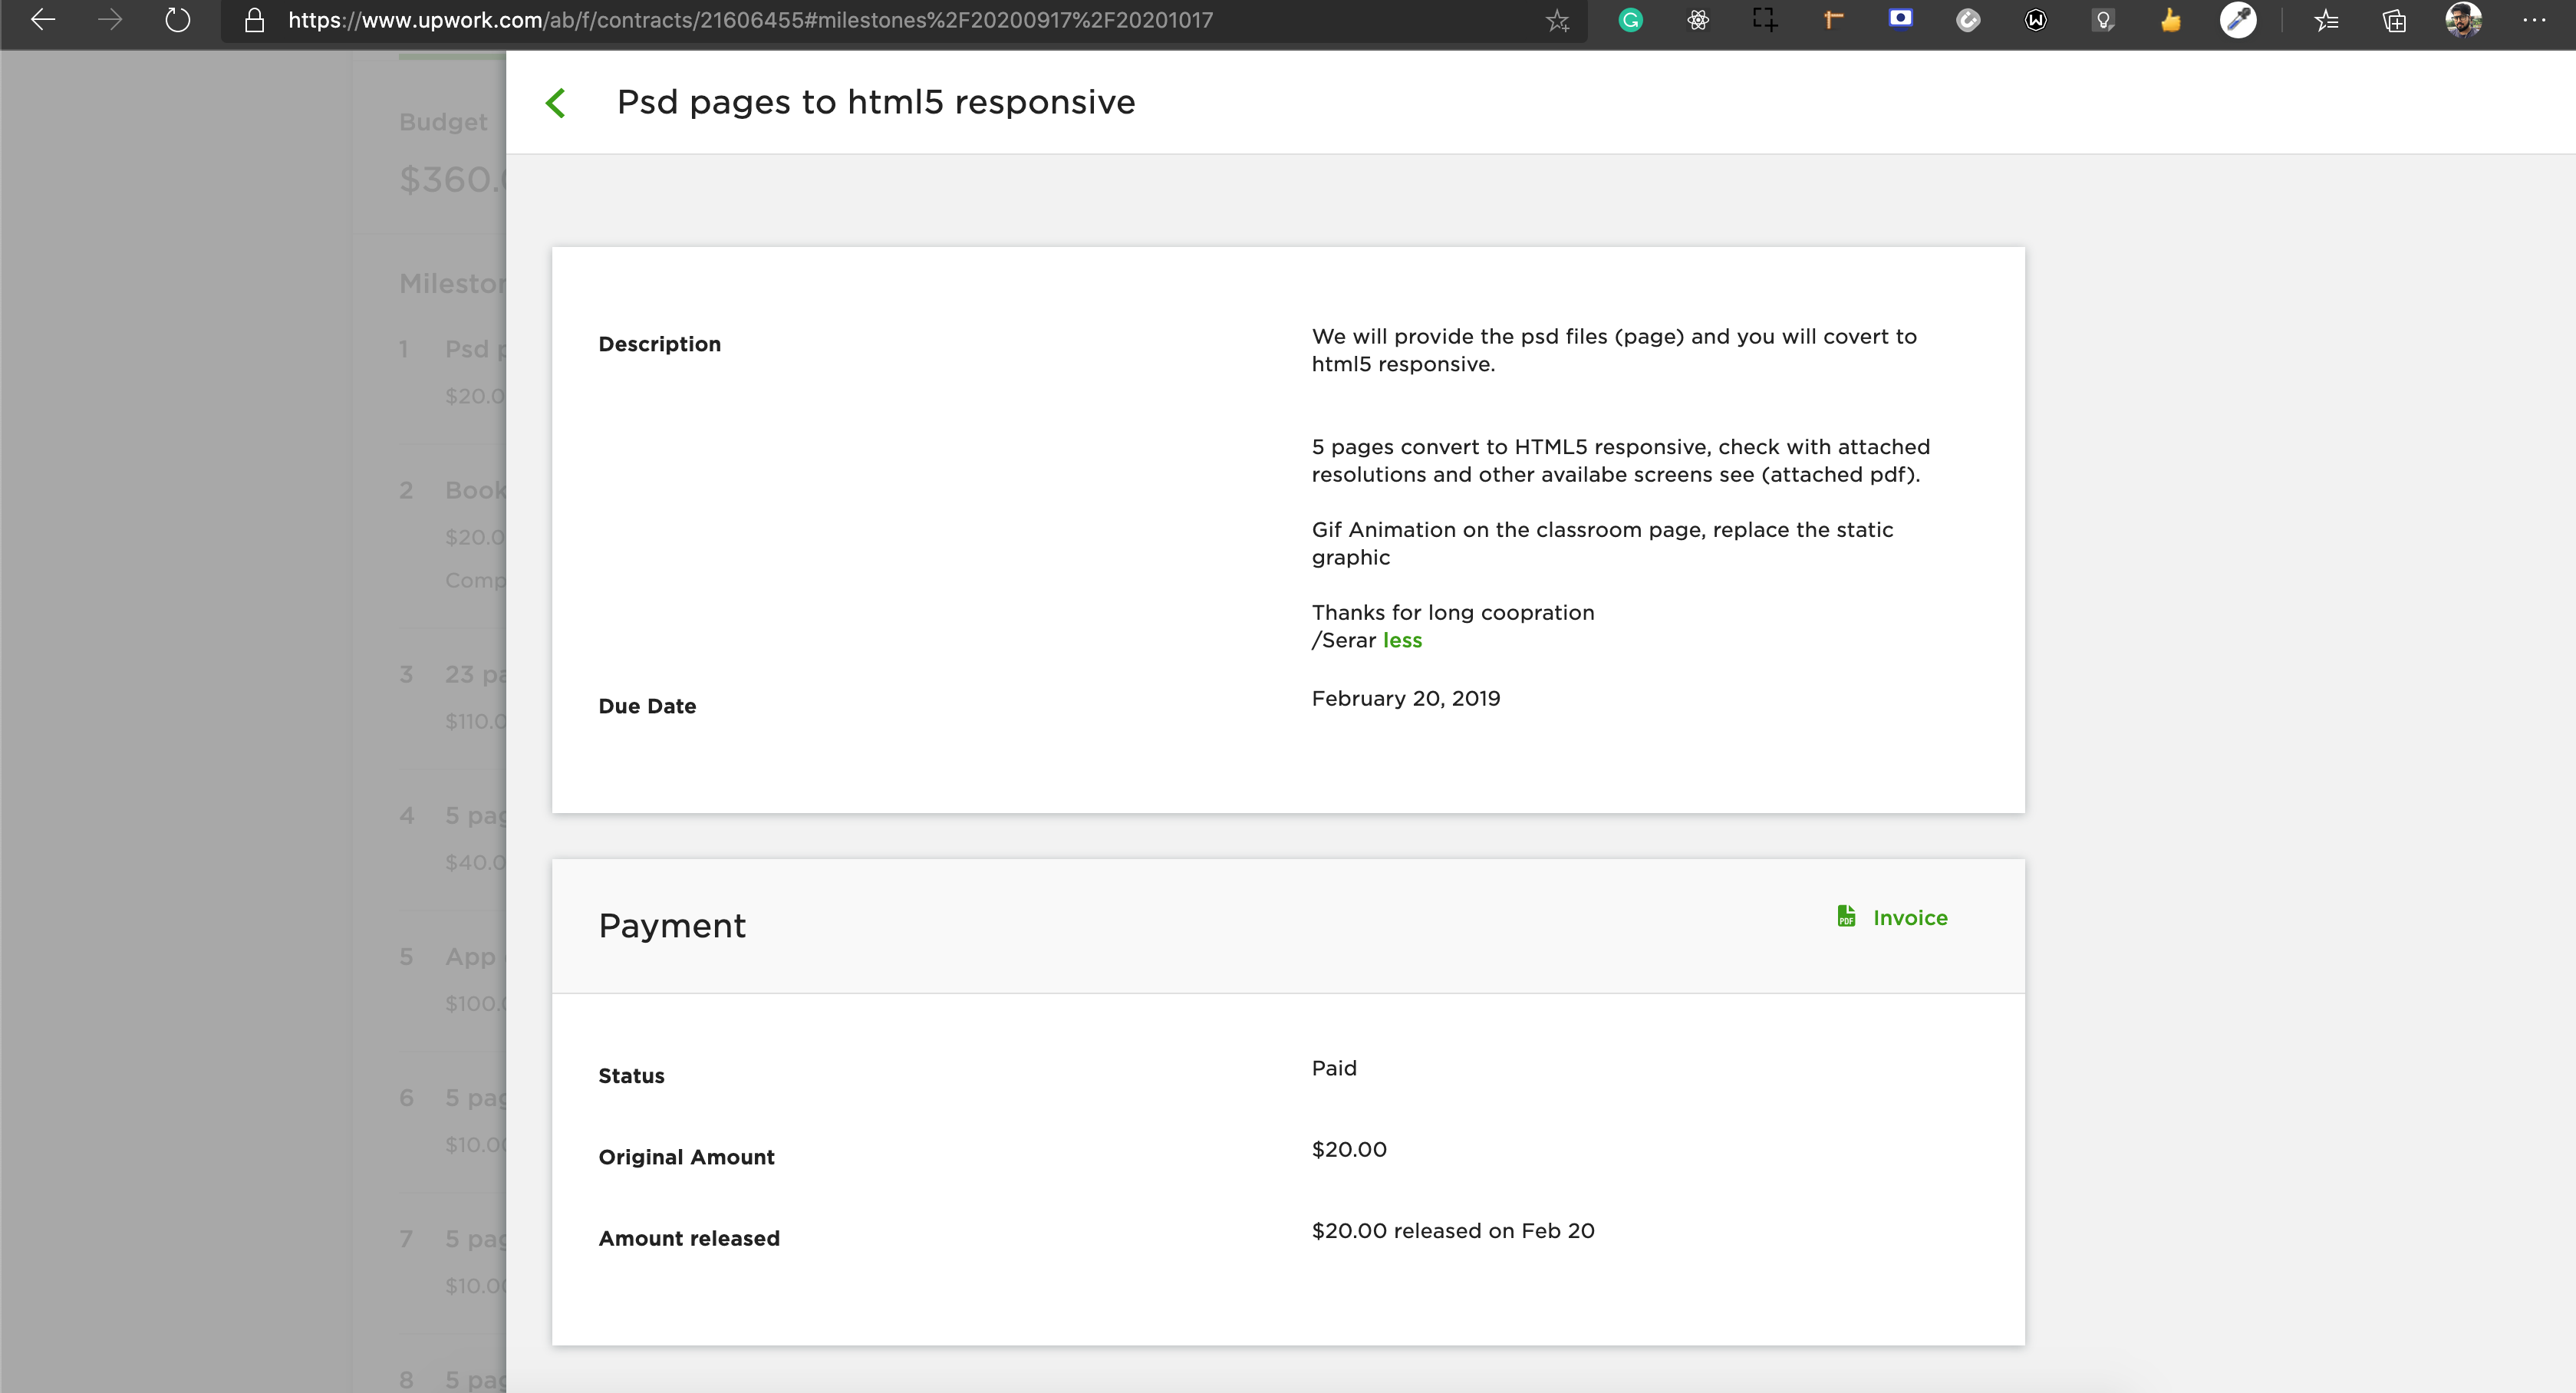 https://www.upwork.com/ab/f/contracts/21606455#milestones%2F20200917%2F20201017
Psd pages to html5 responsive
Budget
$360.
1 Psd
$20.0
2 Book
$20.0
Comp
3 23
$110.0
4 5
$40.0
5 App
$100.
6 5
$10.0
7 5
$10.0
8 5
Description
We will provide the psd files (page) and you will covert to
html5 responsive.
5 pages convert to HTML5 responsive, check with attached
resolutions and other availabe screens see (attached pdf).
Gif Animation on the classroom page, replace the static
graphic
Thanks for long coopration
/Serar less
Due Date
February 20, 2019
Payment
PDF Invoice
Status
Paid
Original Amount
$20.00
Amount released
$20.00 released on Feb 20